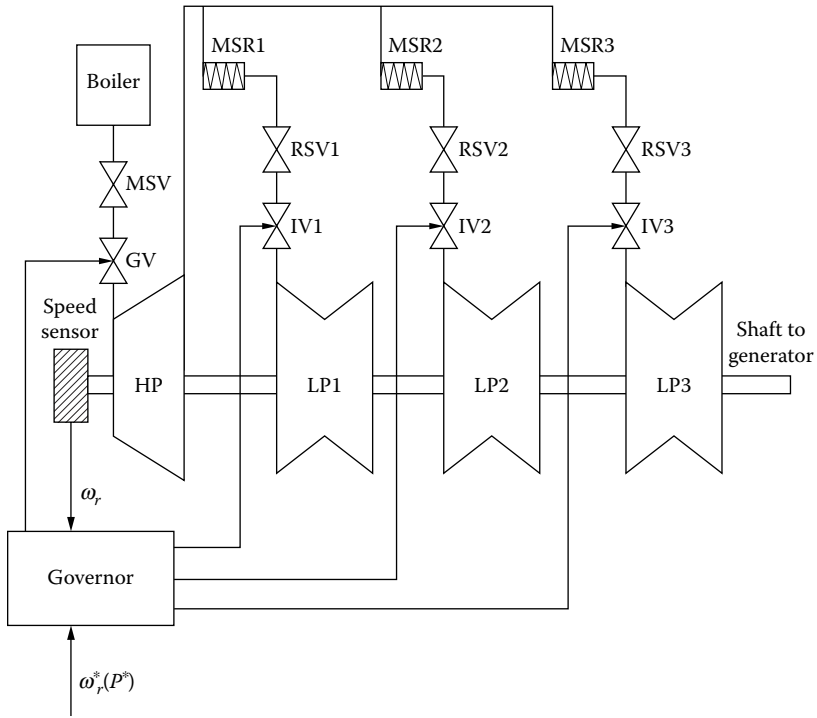 MSR1
MSR2
MSR3
Boiler
RSV1
RSV2
RSV3
MSV
IV1
IV2
IV3
GV
Speed
sensor
Shaft to
generator
HP
LP1
LP2
LP3
ωr
Governor
ω*r(P*)